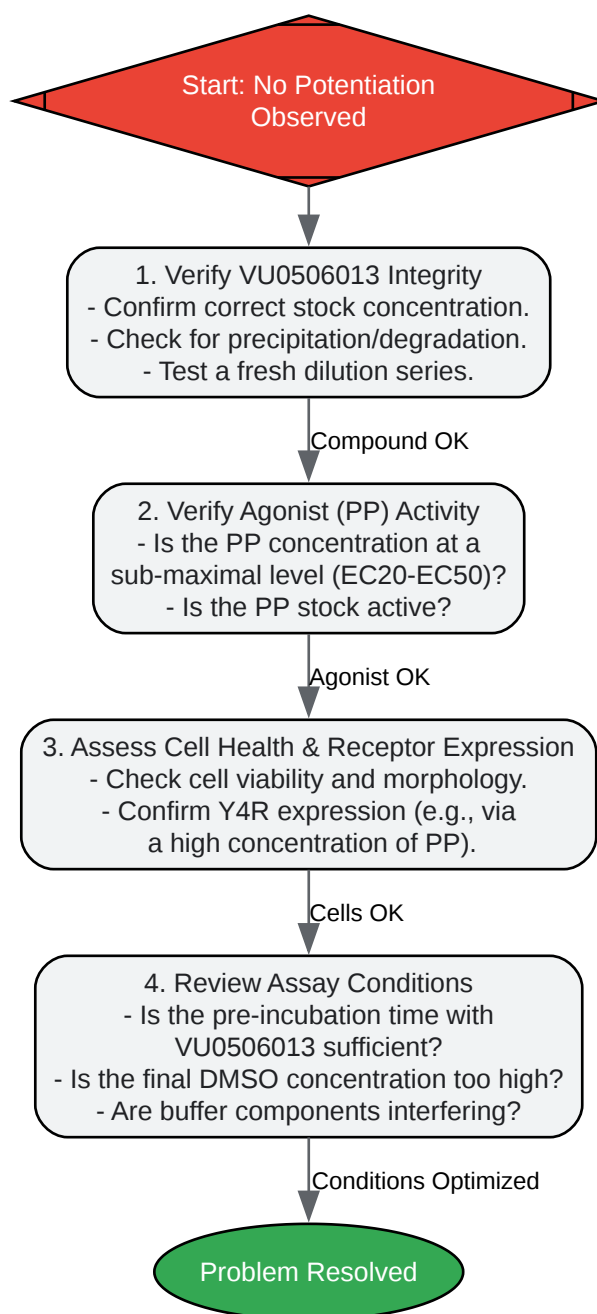 Start: No Potentiation
Observed
1. Verify VU0506013 Integrity
- Confirm correct stock concentration.
- Check for precipitation/degradation.
- Test a fresh dilution series.
Compound OK
2. Verify Agonist (PP) Activity
- Is the PP concentration at a
sub-maximal level (EC20-EC50)?
- Is the PP stock active?
Agonist OK
3. Assess Cell Health & Receptor Expression
- Check cell viability and morphology.
- Confirm Y4R expression (e.g., via
a high concentration of PP).
Cells OK
4. Review Assay Conditions
- Is the pre-incubation time with
VU0506013 sufficient?
- Is the final DMSO concentration too high?
- Are buffer components interfering?
Conditions Optimized
Problem Resolved